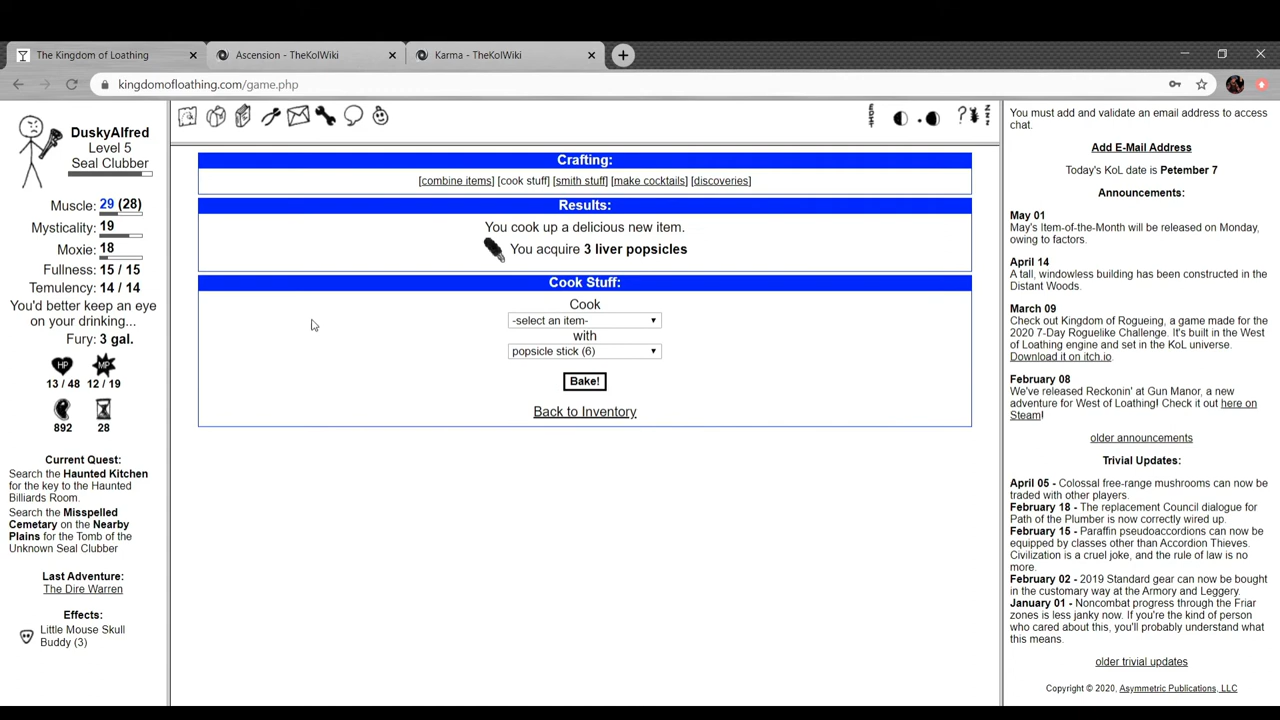 The Kingdom of Loathing
Ascension - TheKolWiki
Karma - TheKolWiki
kingdomofloathing.com/game.php
DuskyAlfred
Level 5
Seal Clubber
Muscle: 29 (28)
Mysticality: 19
Moxie: 18
Fullness: 15 / 15
Temulency: 14 / 14
You'd better keep an eye
on your drinking...
Fury: 3 gal.
HP
MP
13 / 48
12 / 19
892
28
Current Quest:
Search the Haunted Kitchen
for the key to the Haunted
Billiards Room.
Search the Misspelled
Cemetary on the Nearby
Plains for the Tomb of the
Unknown Seal Clubber
Last Adventure:
The Dire Warren
Effects:
Little Mouse Skull
Buddy (3)
Crafting:
[combine items] [cook stuff] [smith stuff] [make cocktails] [discoveries]
Results:
You cook up a delicious new item.
You acquire 3 liver popsicles
Cook Stuff:
Cook
-select an item-
with
popsicle stick (6)
Bake!
Back to Inventory
You must add and validate an email address to access
chat.
Add E-Mail Address
Today's KoL date is Petember 7
Announcements:
May 01
May's Item-of-the-Month will be released on Monday,
owing to factors.
April 14
A tall, windowless building has been constructed in the
Distant Woods.
March 09
Check out Kingdom of Rogueing, a game made for the
2020 7-Day Roguelike Challenge. It's built in the West
of Loathing engine and set in the KoL universe.
Download it on itch.io.
February 08
We've released Reckonin' at Gun Manor, a new
adventure for West of Loathing! Check it out here on
Steam!
older announcements
Trivial Updates:
April 05 - Colossal free-range mushrooms can now be
traded with other players.
February 18 - The replacement Council dialogue for
Path of the Plumber is now correctly wired up.
February 15 - Paraffin pseudoaccordions can now be
equipped by classes other than Accordion Thieves.
Civilization is a cruel joke, and the rule of law is no
more.
February 02 - 2019 Standard gear can now be bought
in the customary way at the Armory and Leggery.
January 01 - Noncombat progress through the Friar
zones is less janky now. If you're the kind of person
who cared about this, you'll probably understand what
this means.
older trivial updates
Copyright © 2020, Asymmetric Publications, LLC